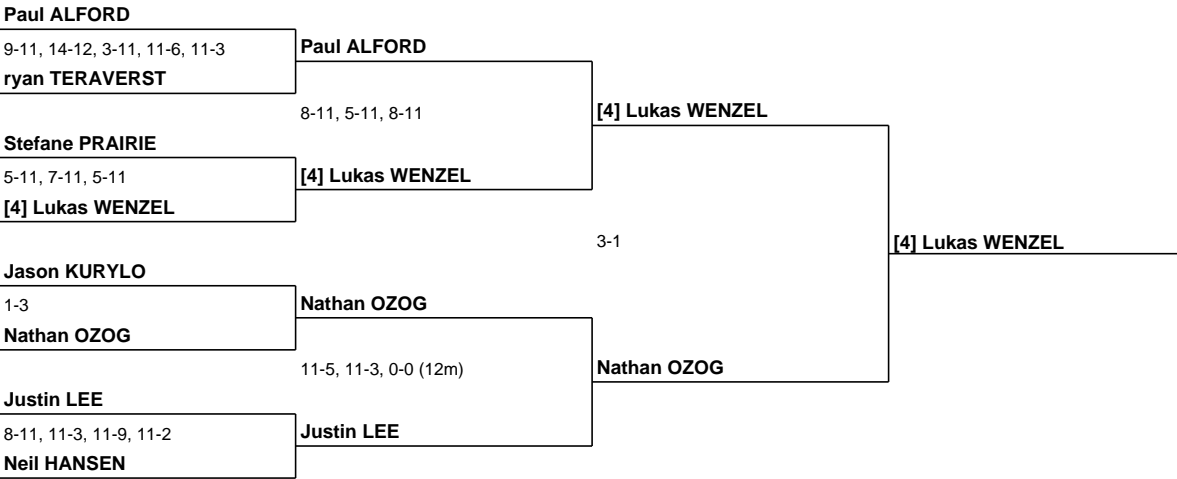 Paul ALFORD
9-11, 14-12, 3-11, 11-6, 11-3
ryan TERAVERST
Stefane PRAIRIE
5-11, 7-11, 5-11
[4] Lukas WENZEL
Jason KURYLO
1-3
Nathan OZOG
Justin LEE
8-11, 11-3, 11-9, 11-2
Neil HANSEN
Paul ALFORD
8-11, 5-11, 8-11
[4] Lukas WENZEL
Nathan OZOG
11-5, 11-3, 0-0 (12m)
Justin LEE
[4] Lukas WENZEL
3-1
Nathan OZOG
[4] Lukas WENZEL